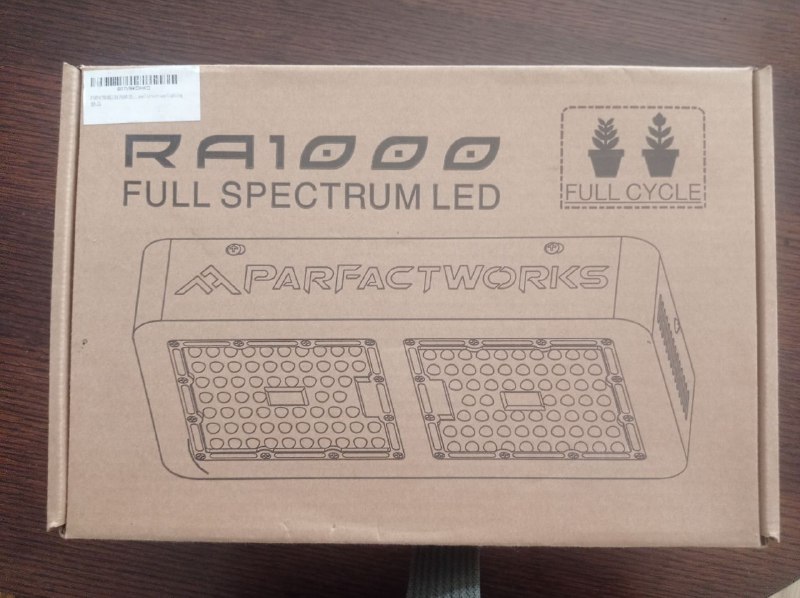 RA1000
FULL SPECTRUM LED
FULL CYCLE
PARFACTWORKS